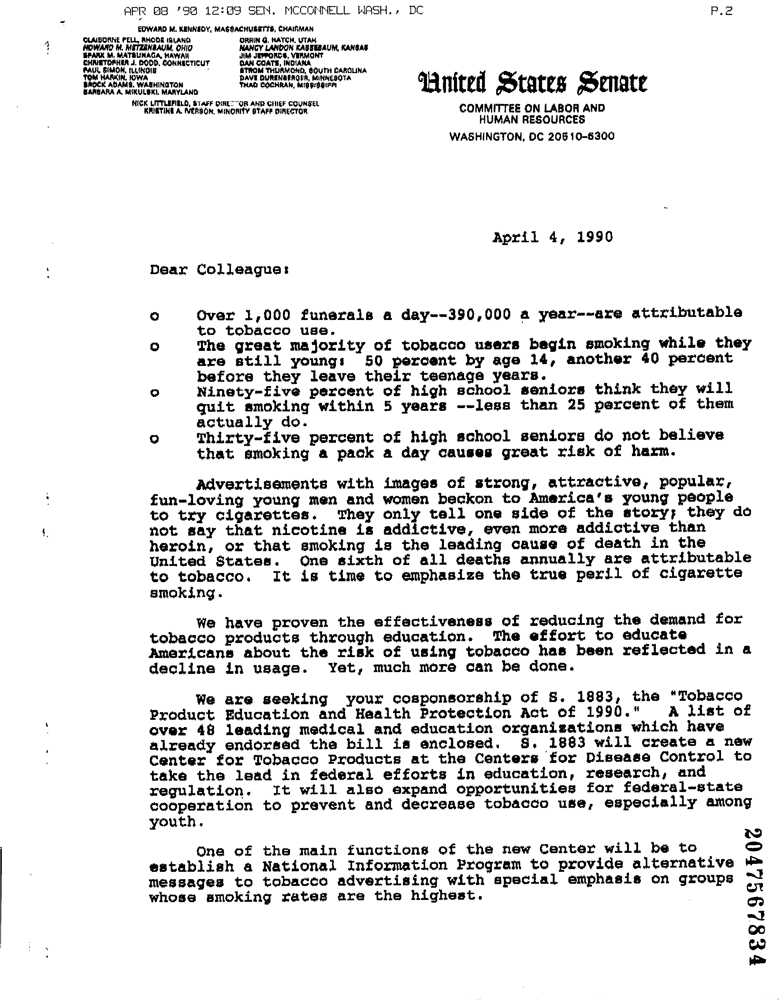 APR 08 '90 12:09 SEN. MCCONNELL WASH., DC P.2
EDWARD M. KENNEDY, MASSACHUSETTS, CHAIRMAN
CLAIBORNE PELL, RHODE ISLAND ORRIN G. HATCH, UTAH
HOWARD M. METZENBAUM, OHIO NANCY LANDON KASSEBAUM, KANSAS
SPARK M. MATSUNAGA, HAWAII JIM JEFFORDS, VERMONT
CHRISTOPHER J. DODD, CONNECTICUT DAN COATS, INDIANA
PAUL SIMON, ILLINOIS STROM THURMOND, SOUTH CAROLINA
TOM HARKIN, IOWA DAVE DURENBERGER, MINNESOTA
BROCK ADAMS, WASHINGTON THAD COCHRAN, MISSISSIPPI
BARBARA A. MIKULSKI, MARYLAND
NICK LITTLEFIELD, STAFF DIRECTOR AND CHIEF COUNSEL
KRISTINE A. IVERSON, MINORITY STAFF DIRECTOR
United States Senate
COMMITTEE ON LABOR AND
HUMAN RESOURCES
WASHINGTON, DC 20510-6300
April 4, 1990
Dear Colleague:
o Over 1,000 funerals a day--390,000 a year--are attributable
to tobacco use.
o The great majority of tobacco users begin smoking while they
are still young: 50 percent by age 14, another 40 percent
before they leave their teenage years.
o Ninety-five percent of high school seniors think they will
quit smoking within 5 years --less than 25 percent of them
actually do.
o Thirty-five percent of high school seniors do not believe
that smoking a pack a day causes great risk of harm.
Advertisements with images of strong, attractive, popular,
fun-loving young men and women beckon to America's young people
to try cigarettes. They only tell one side of the story; they do
not say that nicotine is addictive, even more addictive than
heroin, or that smoking is the leading cause of death in the
United States. One sixth of all deaths annually are attributable
to tobacco. It is time to emphasize the true peril of cigarette
smoking.
We have proven the effectiveness of reducing the demand for
tobacco products through education. The effort to educate
Americans about the risk of using tobacco has been reflected in a
decline in usage. Yet, much more can be done.
We are seeking your cosponsorship of S. 1883, the "Tobacco
Product Education and Health Protection Act of 1990." A list of
over 48 leading medical and education organizations which have
already endorsed the bill is enclosed. S. 1883 will create a new
Center for Tobacco Products at the Centers for Disease Control to
take the lead in federal efforts in education, research, and
regulation. It will also expand opportunities for federal-state
cooperation to prevent and decrease tobacco use, especially among
youth.
One of the main functions of the new Center will be to
establish a National Information Program to provide alternative
messages to tobacco advertising with special emphasis on groups
whose smoking rates are the highest.
2047567834